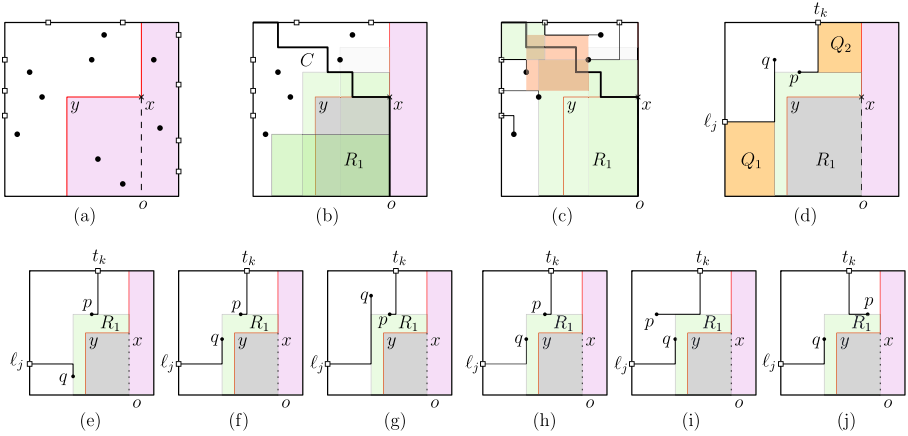 y x o
(a)
C y x R₁ o
(b)
R₁ o
(c)
tₖ Q₂ q p y x ℓⱼ Q₁ R₁ o
(d)
tₖ p R₁ y x ℓⱼ q o
(e)
tₖ p R₁ q y x ℓⱼ o
(f)
tₖ q p R₁ y x ℓⱼ o
(g)
tₖ p R₁ q y x ℓⱼ o
(h)
tₖ p R₁ q y x ℓⱼ o
(i)
tₖ p R₁ q y x ℓⱼ o
(j)